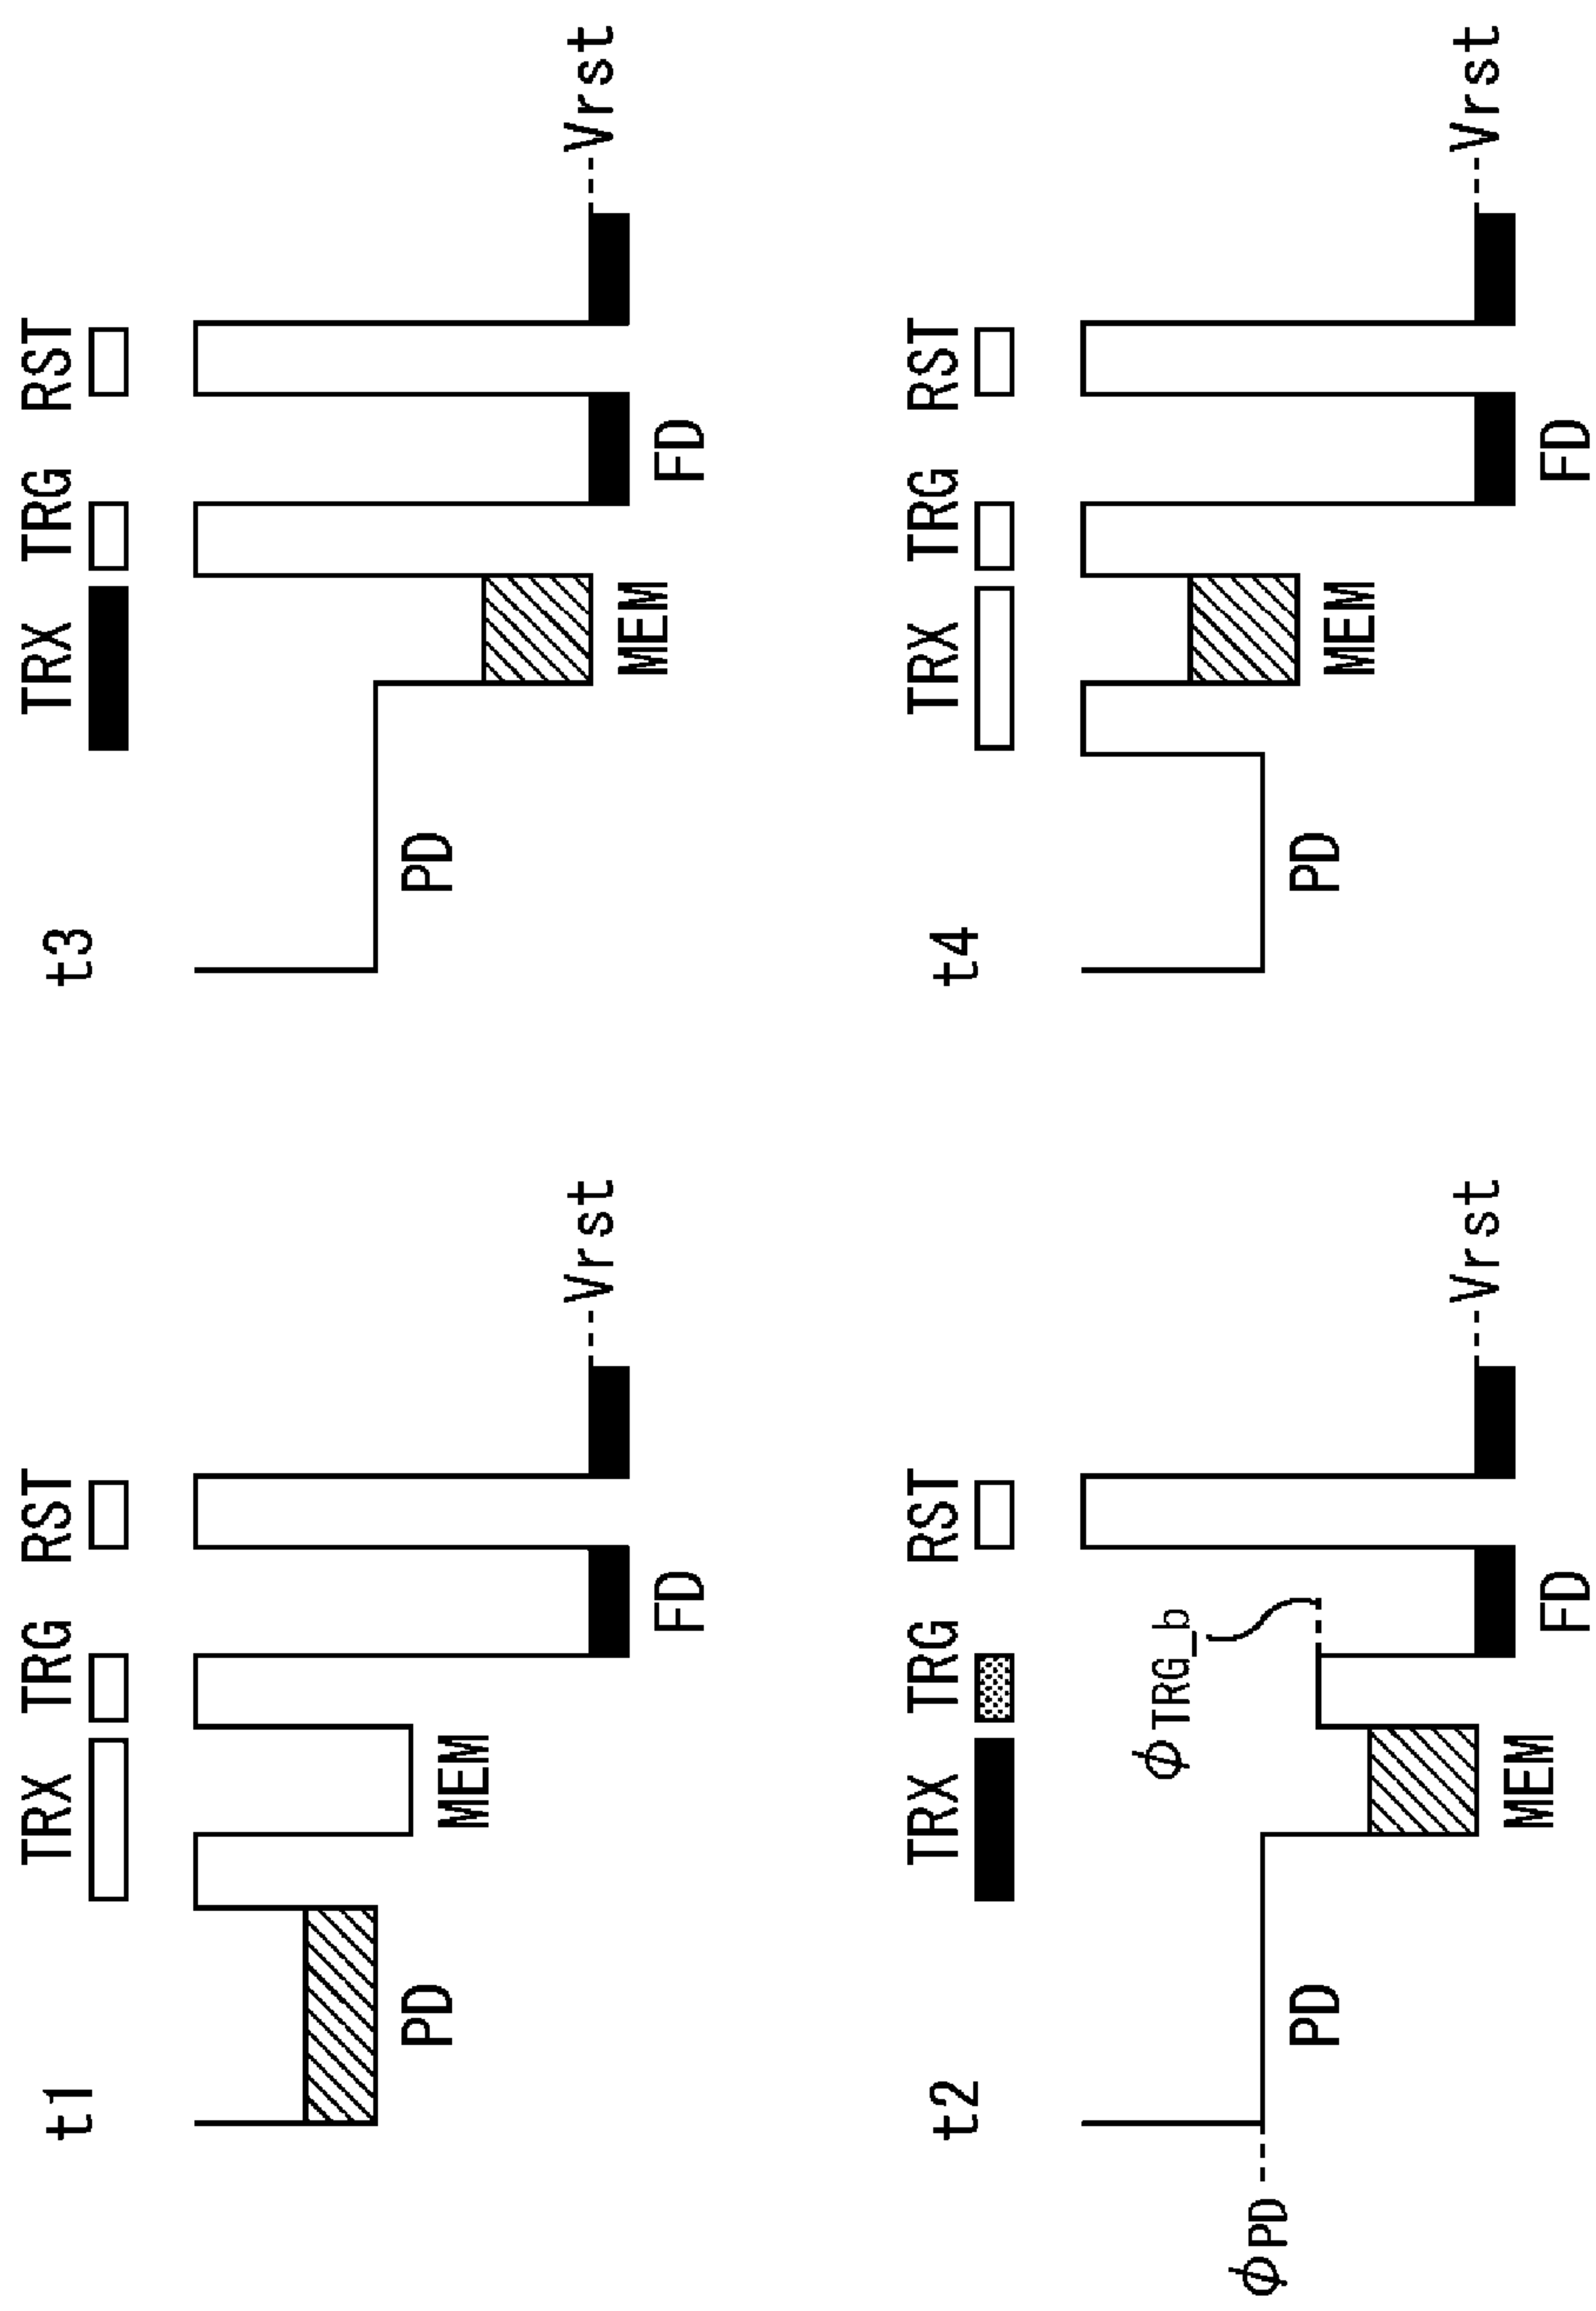 t1
TRX TRG RST
PD
MEM
FD
Vrst
t2
TRX TRG RST
ϕPD
PD
MEM
ϕTRG_b
FD
Vrst
t3
TRX TRG RST
PD
MEM
FD
Vrst
t4
TRX TRG RST
PD
MEM
FD
Vrst